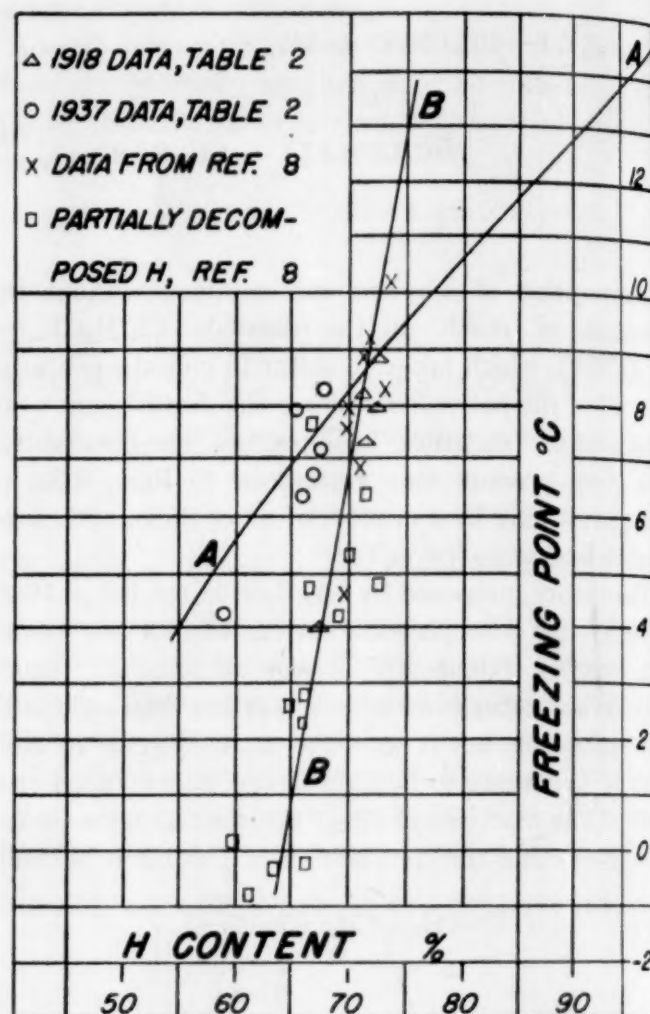 △ 1918 DATA, TABLE 2
○ 1937 DATA, TABLE 2
× DATA FROM REF. 8
□ PARTIALLY DECOM-
POSED H, REF. 8
A
B
12
10
8
6
4
2
0
-2
A
B
FREEZING POINT °C
H CONTENT %
50 60 70 80 90